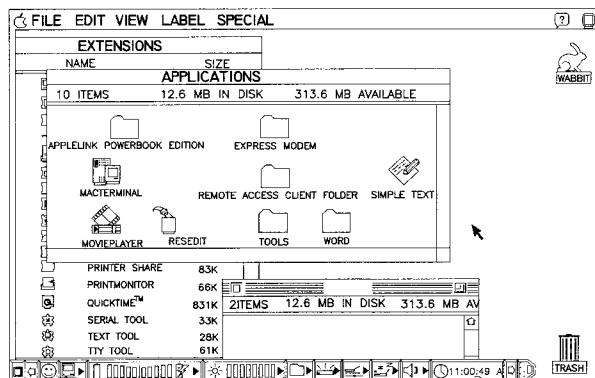 FILE EDIT VIEW LABEL SPECIAL ?
EXTENSIONS
NAME SIZE
WABBIT
APPLICATIONS
10 ITEMS 12.6 MB IN DISK 313.6 MB AVAILABLE
APPLELINK POWERBOOK EDITION EXPRESS MODEM
MACTERMINAL REMOTE ACCESS CLIENT FOLDER SIMPLE TEXT
MOVIEPLAYER RESEDIT TOOLS WORD
PRINTER SHARE 83K
PRINTMONITOR 66K
QUICKTIME™ 831K
2ITEMS 12.6 MB IN DISK 313.6 MB AV
SERIAL TOOL 33K
TEXT TOOL 28K
TTY TOOL 61K
TRASH
11:00:49 A